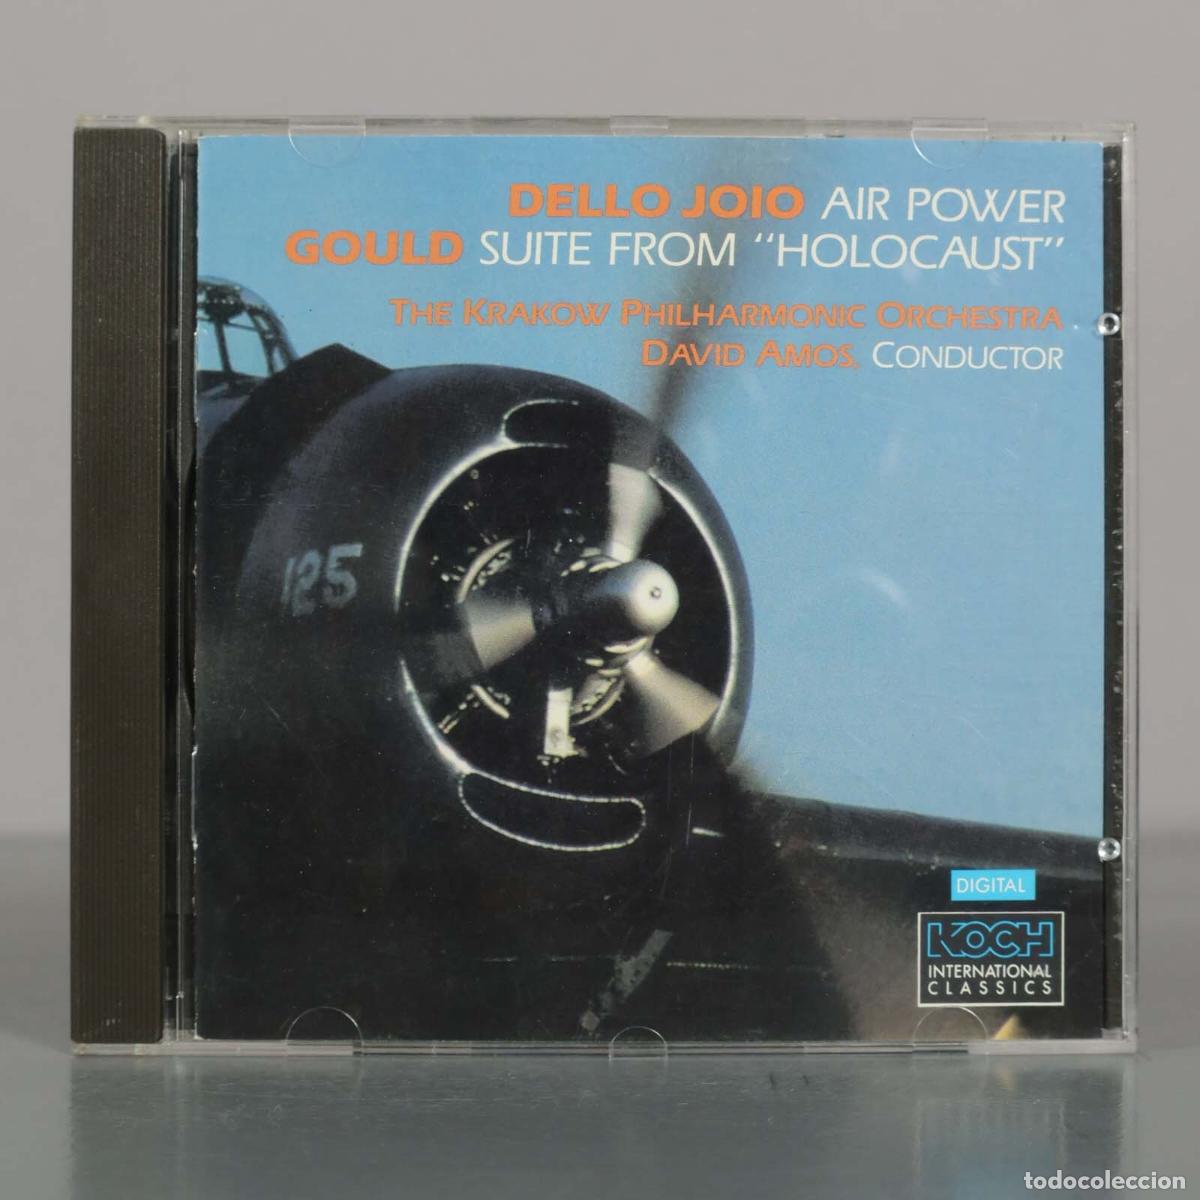 DELLO JOIO AIR POWER
GOULD SUITE FROM "HOLOCAUST"
THE KRAKOW PHILHARMONIC ORCHESTRA
DAVID AMOS, CONDUCTOR
125
DIGITAL
KOCH
INTERNATIONAL
CLASSICS
todocoleccion